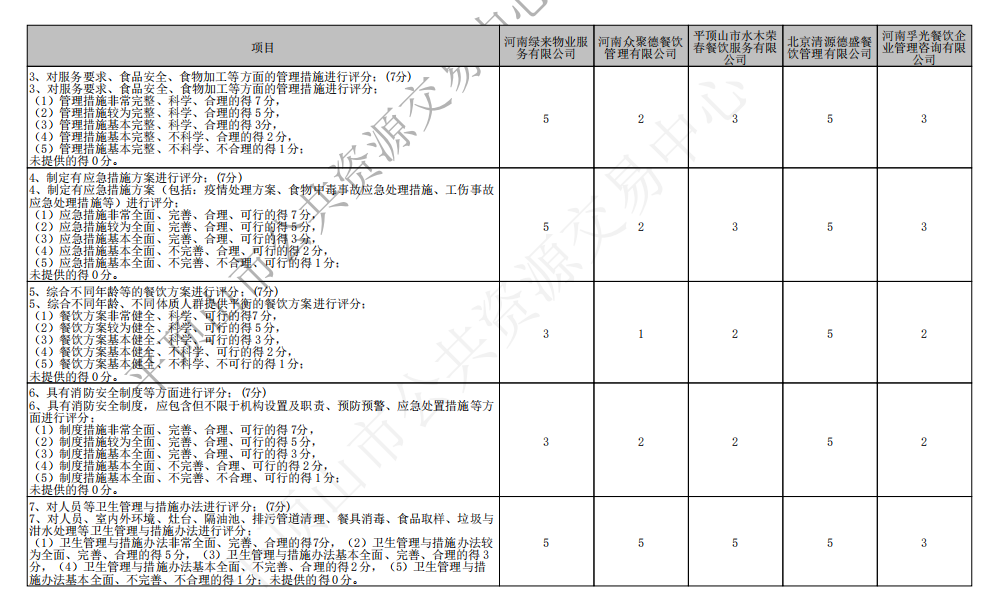 项目
河南绿来物业服
务有限公司
河南众聚德餐饮
管理有限公司
平顶山市水木荣
春餐饮服务有限
公司
北京清源德盛餐
饮管理有限公司
河南孚光餐饮企
业管理咨询有限
公司
3、对服务要求、食品安全、食物加工等方面的管理措施进行评分；(7分)
3、对服务要求、食品安全、食物加工等方面的管理措施进行评分；
（1）管理措施非常完整、科学、合理的得7分，
（2）管理措施较为完整、科学、合理的得5分，
（3）管理措施基本完整、科学、合理的得3分，
（4）管理措施基本完整、不科学、合理的得2分，
（5）管理措施基本完整、不科学、不合理的得1分；
未提供的得0分。
5
2
3
5
3
4、制定有应急措施方案进行评分；(7分)
4、制定有应急措施方案（包括：疫情处理方案、食物中毒事故应急处理措施、工伤事故
应急处理措施等）进行评分；
（1）应急措施非常全面、完善、合理、可行的得7分，
（2）应急措施较为全面、完善、合理、可行的得5分，
（3）应急措施基本全面、完善、合理、可行的得3分，
（4）应急措施基本全面、不完善、合理、可行的得2分，
（5）应急措施基本全面、不完善、不合理、可行的得1分；
未提供的得0分。
5
2
3
5
3
5、综合不同年龄等的餐饮方案进行评分；(7分)
5、综合不同年龄、不同体质人群提供平衡的餐饮方案进行评分；
（1）餐饮方案非常健全、科学、可行的得7分，
（2）餐饮方案较为健全、科学、可行的得5分，
（3）餐饮方案基本健全、科学、可行的得3分，
（4）餐饮方案基本健全、不科学、可行的得2分，
（5）餐饮方案基本健全、不科学、不可行的得1分；
未提供的得0分。
3
1
2
5
2
6、具有消防安全制度等方面进行评分；(7分)
6、具有消防安全制度，应包含但不限于机构设置及职责、预防预警、应急处置措施等方
面进行评分；
（1）制度措施非常全面、完善、合理、可行的得7分，
（2）制度措施较为全面、完善、合理、可行的得5分，
（3）制度措施基本全面、完善、合理、可行的得3分，
（4）制度措施基本全面、不完善、合理、可行的得2分，
（5）制度措施基本全面、不完善、不合理、可行的得1分；
未提供的得0分。
3
2
2
5
2
7、对人员等卫生管理与措施办法进行评分；(7分)
7、对人员、室内外环境、灶台、隔油池、排污管道清理、餐具消毒、食品取样、垃圾与
泔水处理等卫生管理与措施办法进行评分；
（1）卫生管理与措施办法非常全面、完善、合理的得7分，（2）卫生管理与措施办法较
为全面、完善、合理的得5分，（3）卫生管理与措施办法基本全面、完善、合理的得3
分，（4）卫生管理与措施办法基本全面、不完善、合理的得2分，（5）卫生管理与措
施办法基本全面、不完善、不合理的得1分；未提供的得0分。
5
5
5
5
3
平顶山市公共资源交易中心
山市公共资源交易中心